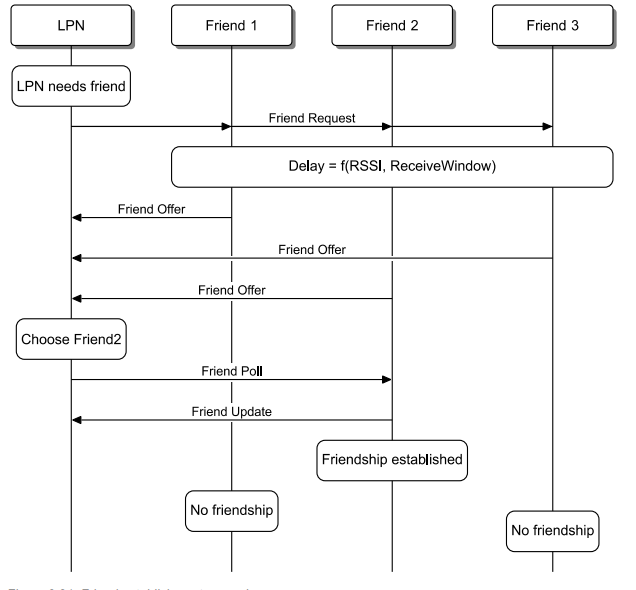 LPN
Friend 1
Friend 2
Friend 3
LPN needs friend
Friend Request
Delay = f(RSSI, ReceiveWindow)
Friend Offer
Friend Offer
Friend Offer
Choose Friend2
Friend Poll
Friend Update
Friendship established
No friendship
No friendship